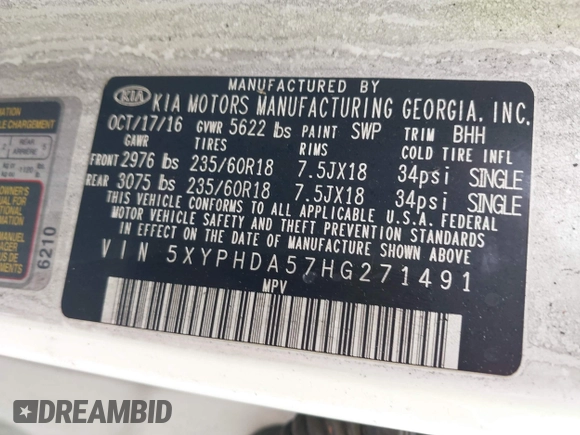 MANUFACTURED BY
KIA KIA MOTORS MANUFACTURING GEORGIA, INC.
OCT/17/16 GVWR 5622 lbs PAINT SWP TRIM BHH
GAWR TIRES RIMS COLD TIRE INFL
FRONT 2976 lbs 235/60R18 7.5JX18 34psi SINGLE
REAR 3075 lbs 235/60R18 7.5JX18 34psi SINGLE
THIS VEHICLE CONFORMS TO ALL APPLICABLE U.S.A. FEDERAL
MOTOR VEHICLE SAFETY AND THEFT PREVENTION STANDARDS
IN EFFECT ON THE DATE OF MANUFACTURE SHOWN ABOVE
VIN 5XYPHDA57HG271491
MPV
6210
DREAMBID